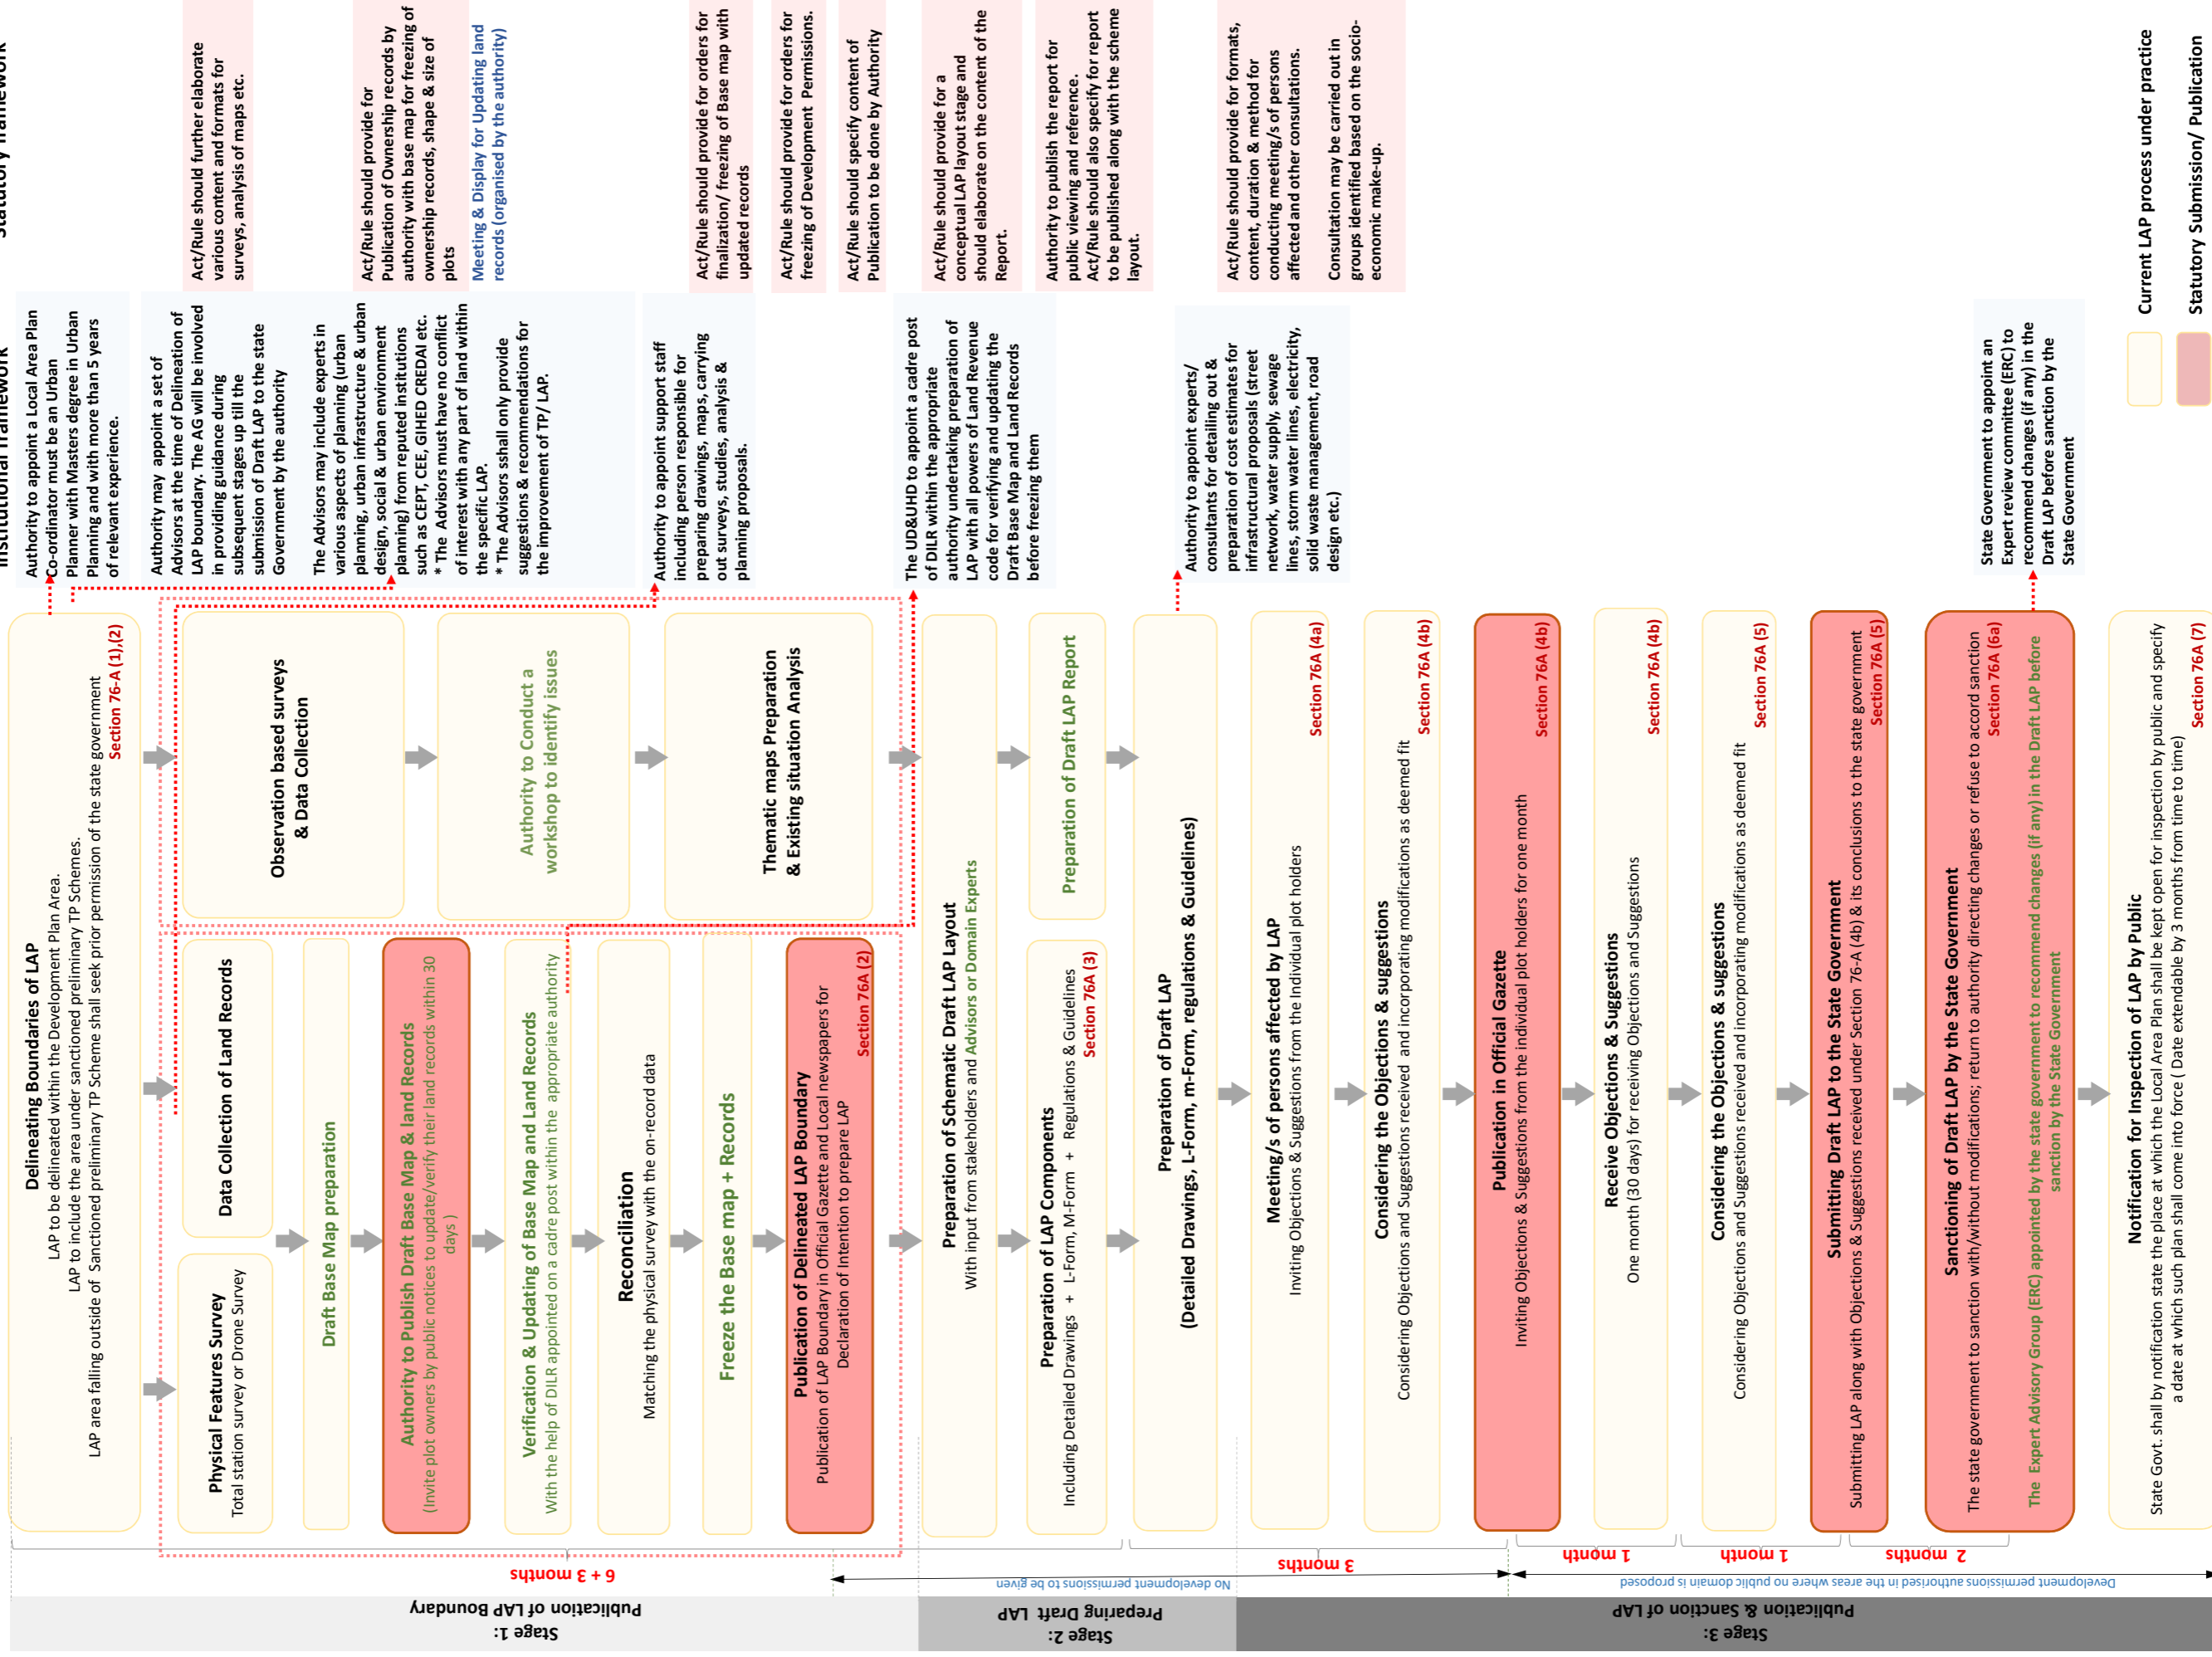 Institutional framework
Statutory framework
Delineating Boundaries of LAP
LAP to be delineated within the Development Plan Area.
LAP to include the area under sanctioned preliminary TP Schemes.
LAP area falling outside of Sanctioned preliminary TP Scheme shall seek prior permission of the state government
Section 76-A (1),(2)
Physical Features Survey
Total station survey or Drone Survey
Data Collection of Land Records
Draft Base Map preparation
Authority to Publish Draft Base Map & land Records
(Invite plot owners by public notices to update/verify their land records within 30
days )
Verification & Updating of Base Map and Land Records
With the help of DILR appointed on a cadre post within the appropriate authority
Reconciliation
Matching the physical survey with the on-record data
Freeze the Base map + Records
Publication of Delineated LAP Boundary
Publication of LAP Boundary in Official Gazette and Local newspapers for
Declaration of Intention to prepare LAP
Section 76A (2)
Observation based surveys
& Data Collection
Authority to Conduct a
workshop to identify issues
Thematic maps Preparation
& Existing situation Analysis
Preparation of Schematic Draft LAP Layout
With input from stakeholders and Advisors or Domain Experts
Preparation of LAP Components
Including Detailed Drawings + L-Form, M-Form + Regulations & Guidelines
Section 76A (3)
Preparation of Draft LAP Report
Preparation of Draft LAP
(Detailed Drawings, L-Form, m-Form, regulations & Guidelines)
Meeting/s of persons affected by LAP
Inviting Objections & Suggestions from the Individual plot holders
Section 76A (4a)
Considering the Objections & suggestions
Considering Objections and Suggestions received and incorporating modifications as deemed fit
Section 76A (4b)
Publication in Official Gazette
Inviting Objections & Suggestions from the individual plot holders for one month
Section 76A (4b)
Receive Objections & Suggestions
One month (30 days) for receiving Objections and Suggestions
Section 76A (4b)
Considering the Objections & suggestions
Considering Objections and Suggestions received and incorporating modifications as deemed fit
Section 76A (5)
Submitting Draft LAP to the State Government
Submitting LAP along with Objections & Suggestions received under Section 76-A (4b) & its conclusions to the state government
Section 76A (5)
Sanctioning of Draft LAP by the State Government
The state government to sanction with/without modifications; return to authority directing changes or refuse to accord sanction
Section 76A (6a)
The Expert Advisory Group (ERC) appointed by the state government to recommend changes (if any) in the Draft LAP before
sanction by the State Government
Notification for Inspection of LAP by Public
State Govt. shall by notification state the place at which the Local Area Plan shall be kept open for inspection by public and specify
a date at which such plan shall come into force ( Date extendable by 3 months from time to time)
Section 76A (7)
Authority to appoint a Local Area Plan
Co-ordinator must be an Urban
Planner with Masters degree in Urban
Planning and with more than 5 years
of relevant experience.
Authority may appoint a set of
Advisors at the time of Delineation of
LAP boundary. The AG will be involved
in providing guidance during
subsequent stages up till the
submission of Draft LAP to the state
Government by the authority
The Advisors may include experts in
various aspects of planning (urban
planning, urban infrastructure & urban
design, social & urban environment
planning) from reputed institutions
such as CEPT, CEE, GIHED CREDAI etc.
* The Advisors must have no conflict
of interest with any part of land within
the specific LAP.
* The Advisors sshall only provide
suggestions & recommendations for
the improvement of TP/ LAP.
Authority to appoint support staff
including person responsible for
preparing drawings, maps, carrying
out surveys, studies, analysis &
planning proposals.
The UD&UHD to appoint a cadre post
of DILR within the appropriate
authority undertaking preparation of
LAP with all powers of Land Revenue
code for verifying and updating the
Draft Base Map and Land Records
before freezing them
Authority to appoint experts/
consultants for detailing out &
preparation of cost estimates for
infrastructural proposals (street
network, water supply, sewage
lines, storm water lines, electricity,
solid waste management, road
design etc.)
State Government to appoint an
Expert review committee (ERC) to
recommend changes (if any) in the
Draft LAP before sanction by the
State Government
Act/Rule should further elaborate
various content and formats for
surveys, analysis of maps etc.
Act/Rule should provide for
Publication of Ownership records by
authority with base map for freezing of
ownership records, shape & size of
plots
Meeting & Display for Updating land
records (organised by the authority)
Act/Rule should provide for orders for
finalization/ freezing of Base map with
updated records
Act/Rule should provide for orders for
freezing of Development Permissions.
Act/Rule should specify content of
Publication to be done by Authority
Act/Rule should provide for a
conceptual LAP layout stage and
should elaborate on the content of the
Report.
Authority to publish the report for
public viewing and reference.
Act/Rule should also specify for report
to be published along with the scheme
layout.
Act/Rule should provide for formats,
content, duration & method for
conducting meeting/s of persons
affected and other consultations.
Consultation may be carried out in
groups identified based on the socio-
economic make-up.
Current LAP process under practice
Statutory Submission/ Publication
6 + 3 months
3 months
1 month
1 month
2 months
No development permissions to be given
Development permissions authorised in the areas where no public domain is proposed
Stage 1:
Publication of LAP Boundary
Stage 2:
Preparing Draft LAP
Stage 3:
Publication & Sanction of LAP